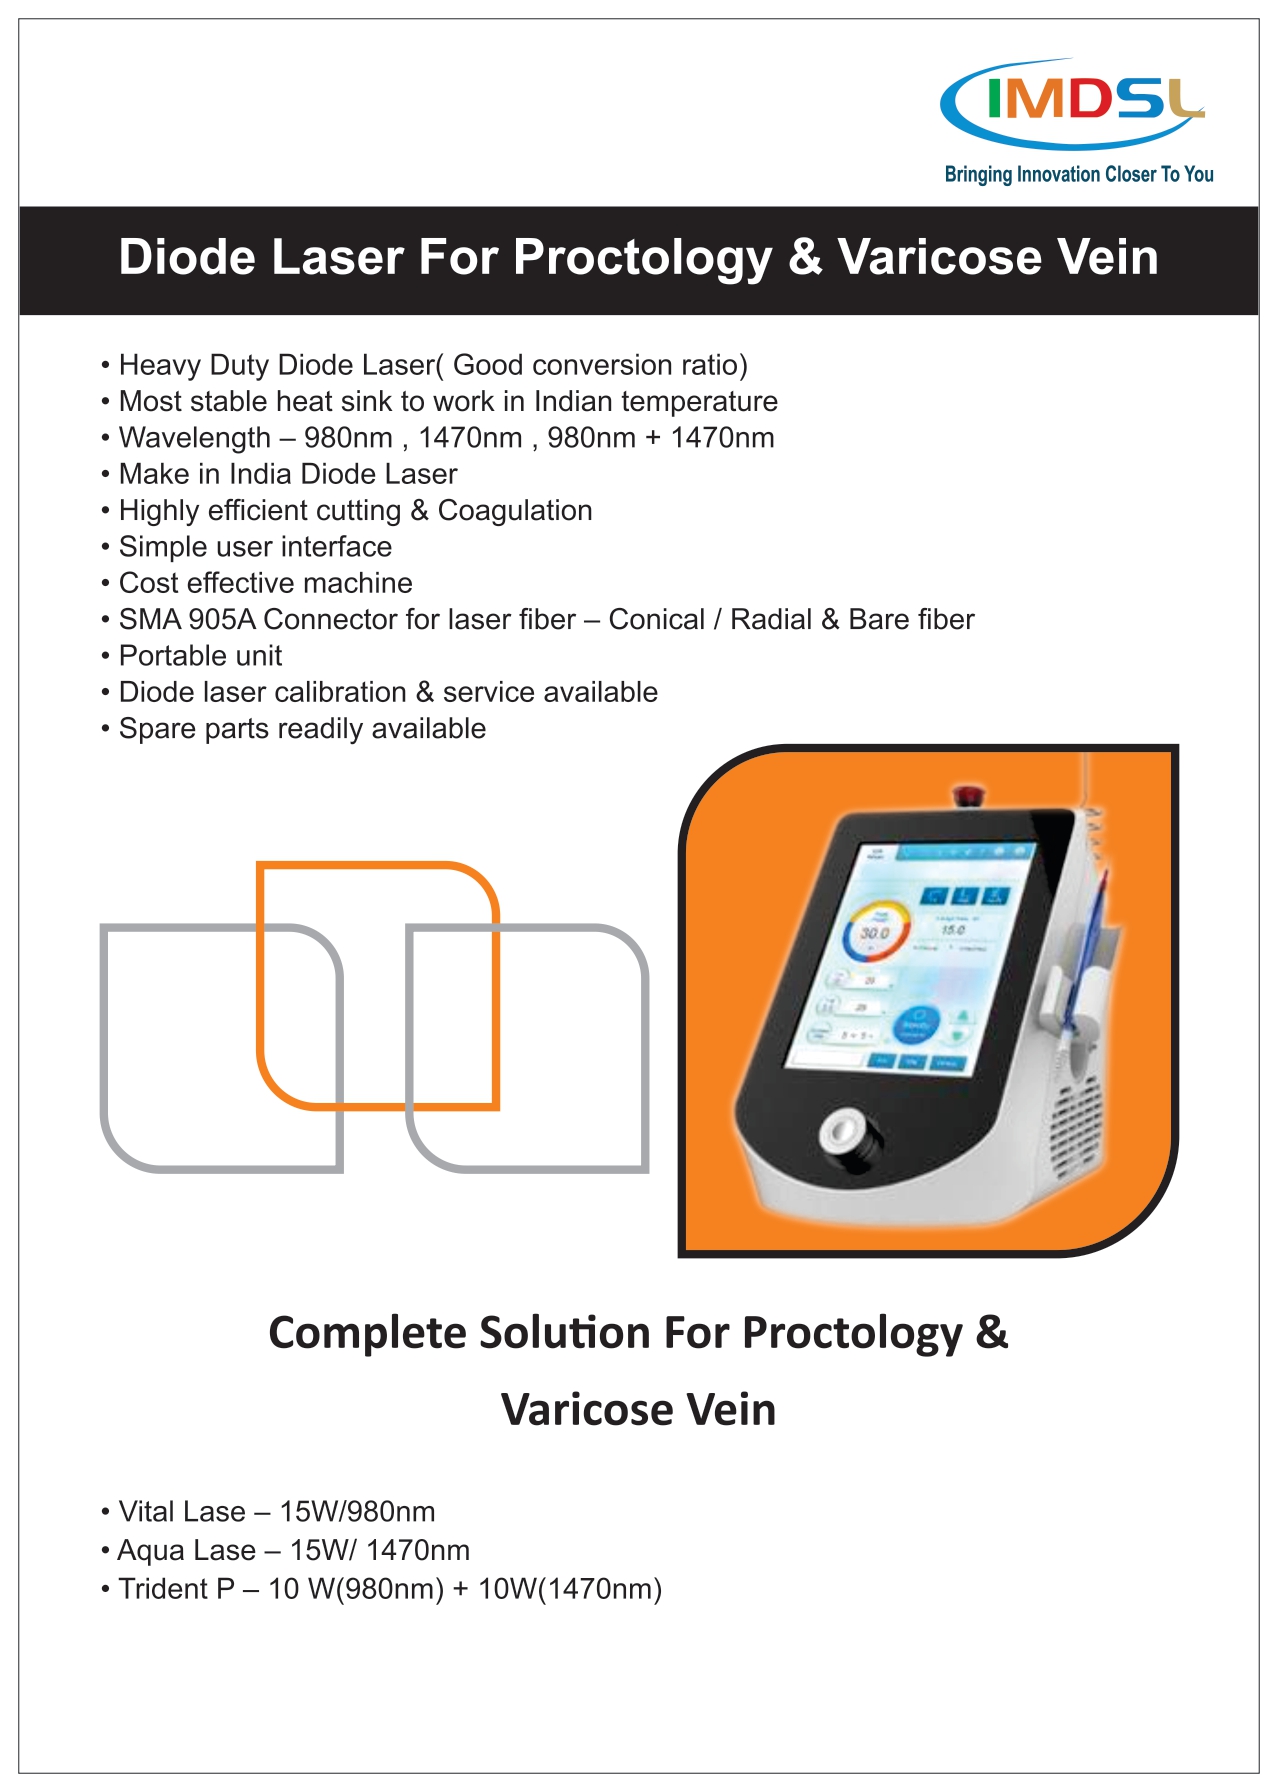 IMDSL
Bringing Innovation Closer To You
Diode Laser For Proctology & Varicose Vein
• Heavy Duty Diode Laser( Good conversion ratio)
• Most stable heat sink to work in Indian temperature
• Wavelength – 980nm , 1470nm , 980nm + 1470nm
• Make in India Diode Laser
• Highly efficient cutting & Coagulation
• Simple user interface
• Cost effective machine
• SMA 905A Connector for laser fiber – Conical / Radial & Bare fiber
• Portable unit
• Diode laser calibration & service available
• Spare parts readily available
30.0
15.0
Complete Solution For Proctology &
Varicose Vein
• Vital Lase – 15W/980nm
• Aqua Lase – 15W/ 1470nm
• Trident P – 10 W(980nm) + 10W(1470nm)